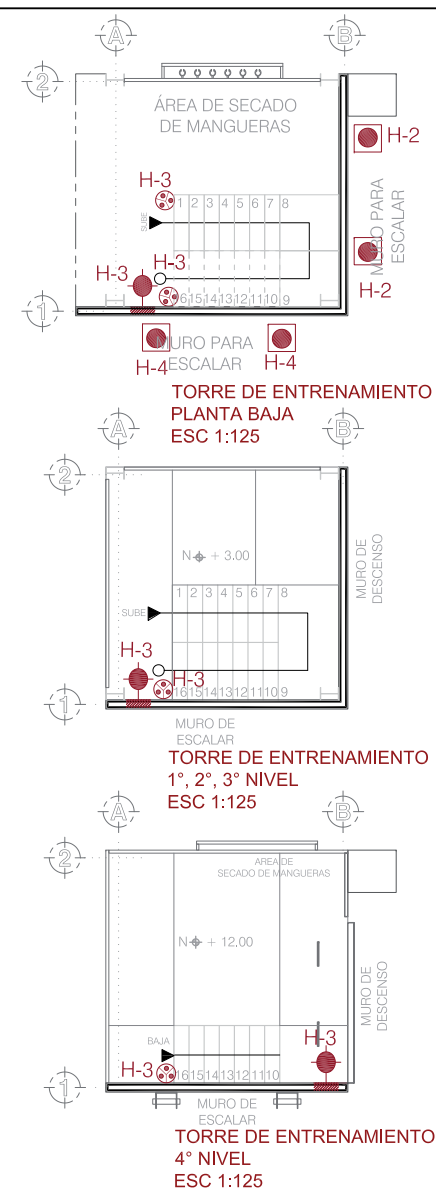 A
B
2
ÁREA DE SECADO
DE MANGUERAS
H-2
H-3
1 2 3 4 5 6 7 8
SUBE
MURO PARA
ESCALAR
H-3
H-3
H-2
16 15 14 13 12 11 10 9
1
MURO PARA
ESCALAR
H-4
H-4
TORRE DE ENTRENAMIENTO
PLANTA BAJA
ESC 1:125
A
B
2
N + 3.00
MURO DE
DESCENSO
1 2 3 4 5 6 7 8
SUBE
H-3
H-3
16 15 14 13 12 11 10 9
1
MURO DE
ESCALAR
TORRE DE ENTRENAMIENTO
1°, 2°, 3° NIVEL
ESC 1:125
A
B
2
AREA DE
SECADO DE MANGUERAS
N + 12.00
MURO DE
DESCENSO
BAJA
H-3
H-3
16 15 14 13 12 11 10
1
MURO DE
ESCALAR
TORRE DE ENTRENAMIENTO
4° NIVEL
ESC 1:125